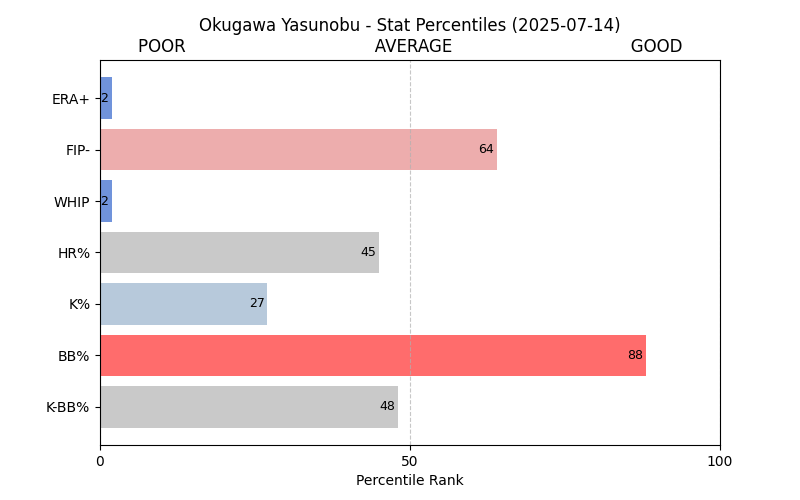 Okugawa Yasunobu - Stat Percentiles (2025-07-14)
POOR AVERAGE GOOD
ERA+ 2
FIP- 64
WHIP 2
HR% 45
K% 27
BB% 88
K-BB% 48
0 50 100
Percentile Rank